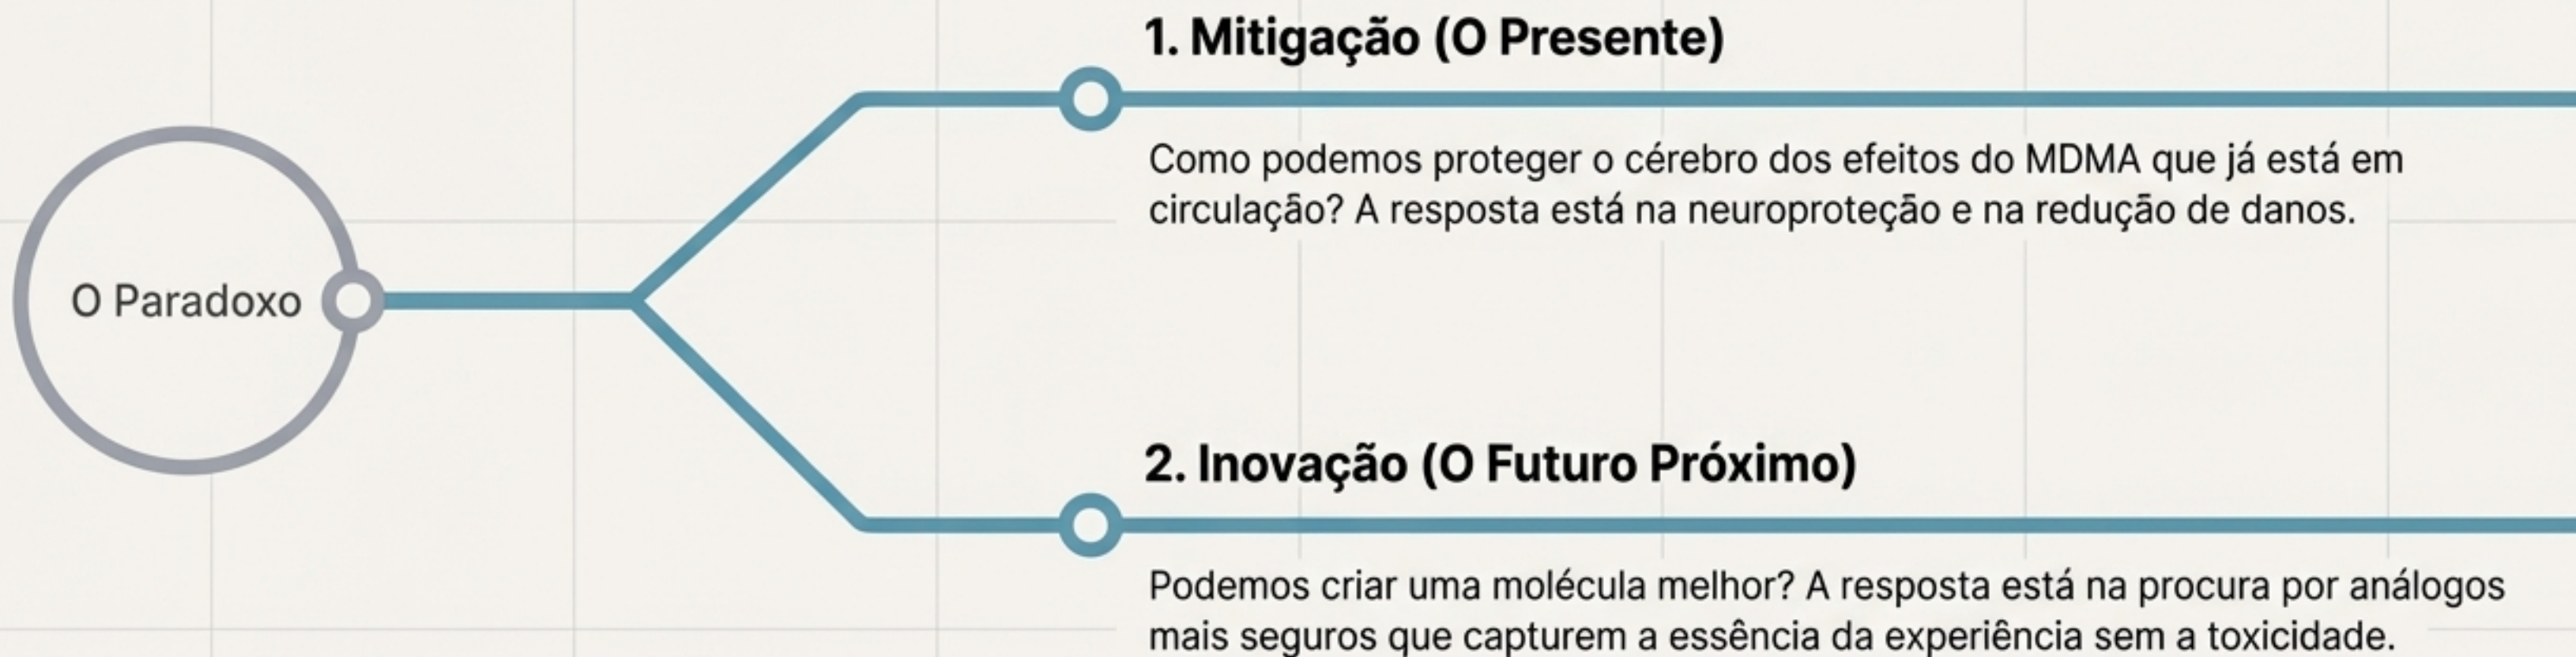 1. Mitigação (O Presente)
Como podemos proteger o cérebro dos efeitos do MDMA que já está em
circulação? A resposta está na neuroproteção e na redução de danos.
O Paradoxo
2. Inovação (O Futuro Próximo)
Podemos criar uma molécula melhor? A resposta está na procura por análogos
mais seguros que capturem a essência da experiência sem a toxicidade.